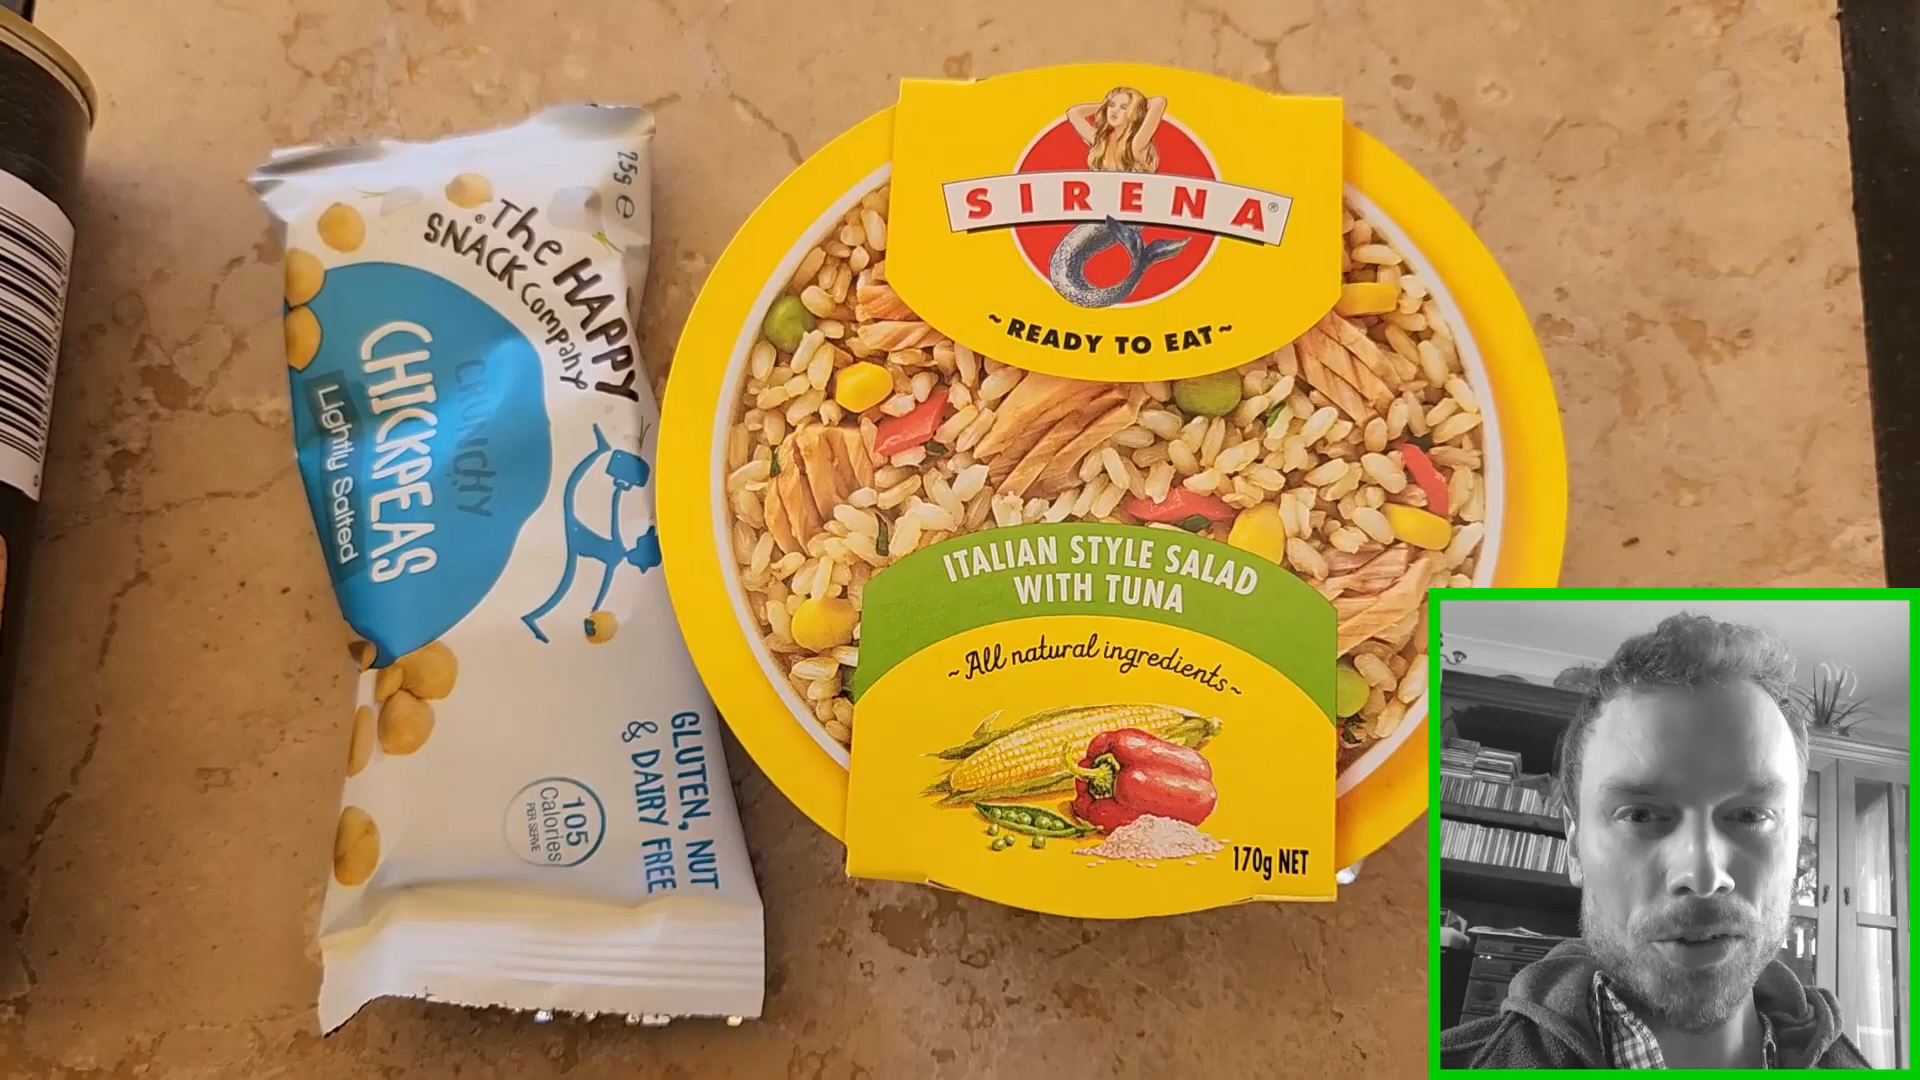 25g e
The HAPPY
SNACK Company
CRUNCHY
CHICKPEAS
Lightly Salted
105
Calories
PER SERVE
GLUTEN, NUT
& DAIRY FREE
SIRENA®
~READY TO EAT~
ITALIAN STYLE SALAD
WITH TUNA
~All natural ingredients~
170g NET